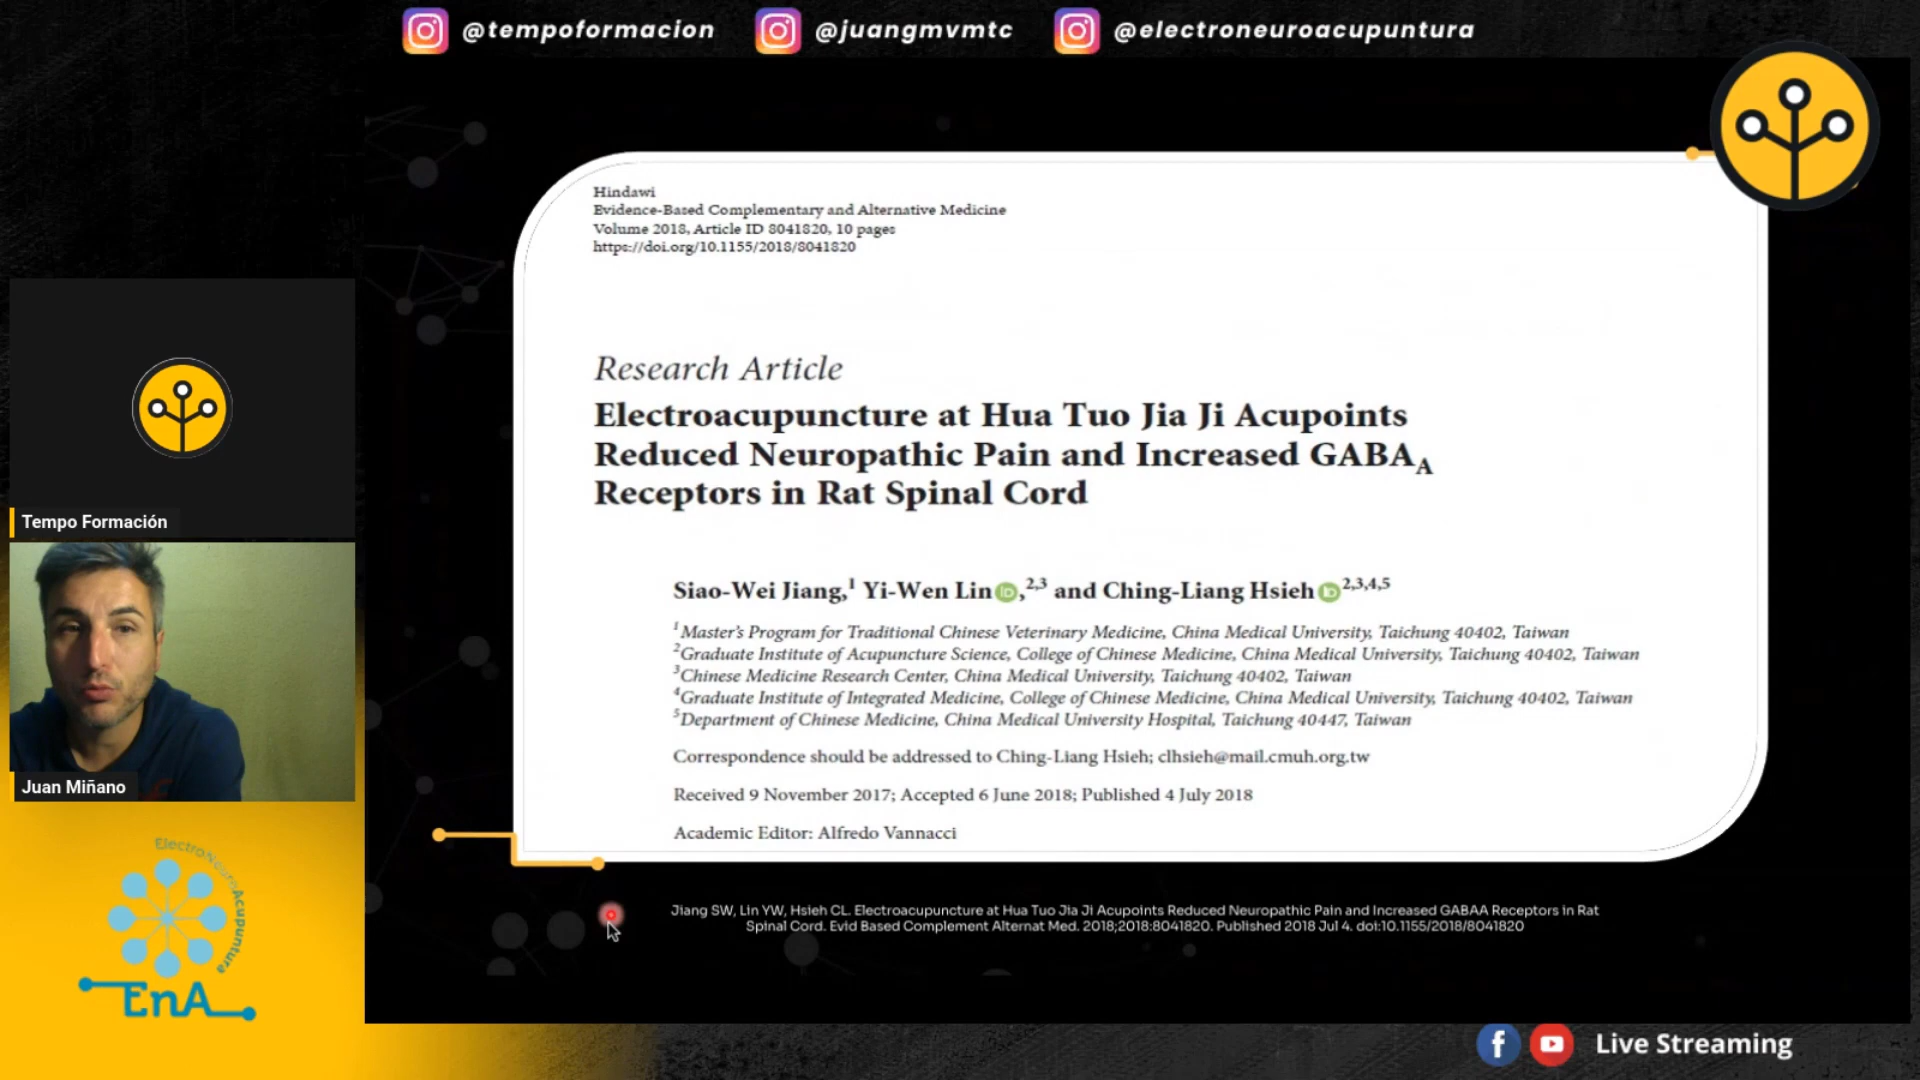 @tempoformacion
@juangmvmtc
@electroneuroacupuntura
Hindawi
Evidence-Based Complementary and Alternative Medicine
Volume 2018, Article ID 8041820, 10 pages
https://doi.org/10.1155/2018/8041820
Research Article
Electroacupuncture at Hua Tuo Jia Ji Acupoints
Reduced Neuropathic Pain and Increased GABAA
Receptors in Rat Spinal Cord
Siao-Wei Jiang,1 Yi-Wen Lin iD,2,3 and Ching-Liang Hsieh iD2,3,4,5
1Master's Program for Traditional Chinese Veterinary Medicine, China Medical University, Taichung 40402, Taiwan
2Graduate Institute of Acupuncture Science, College of Chinese Medicine, China Medical University, Taichung 40402, Taiwan
3Chinese Medicine Research Center, China Medical University, Taichung 40402, Taiwan
4Graduate Institute of Integrated Medicine, College of Chinese Medicine, China Medical University, Taichung 40402, Taiwan
5Department of Chinese Medicine, China Medical University Hospital, Taichung 40447, Taiwan
Correspondence should be addressed to Ching-Liang Hsieh; clhsieh@mail.cmuh.org.tw
Received 9 November 2017; Accepted 6 June 2018; Published 4 July 2018
Academic Editor: Alfredo Vannacci
Jiang SW, Lin YW, Hsieh CL. Electroacupuncture at Hua Tuo Jia Ji Acupoints Reduced Neuropathic Pain and Increased GABAA Receptors in Rat
Spinal Cord. Evid Based Complement Alternat Med. 2018;2018:8041820. Published 2018 Jul 4. doi:10.1155/2018/8041820
Tempo Formación
Juan Miñano
ElectroNeuroAcupuntura
EnA
Live Streaming